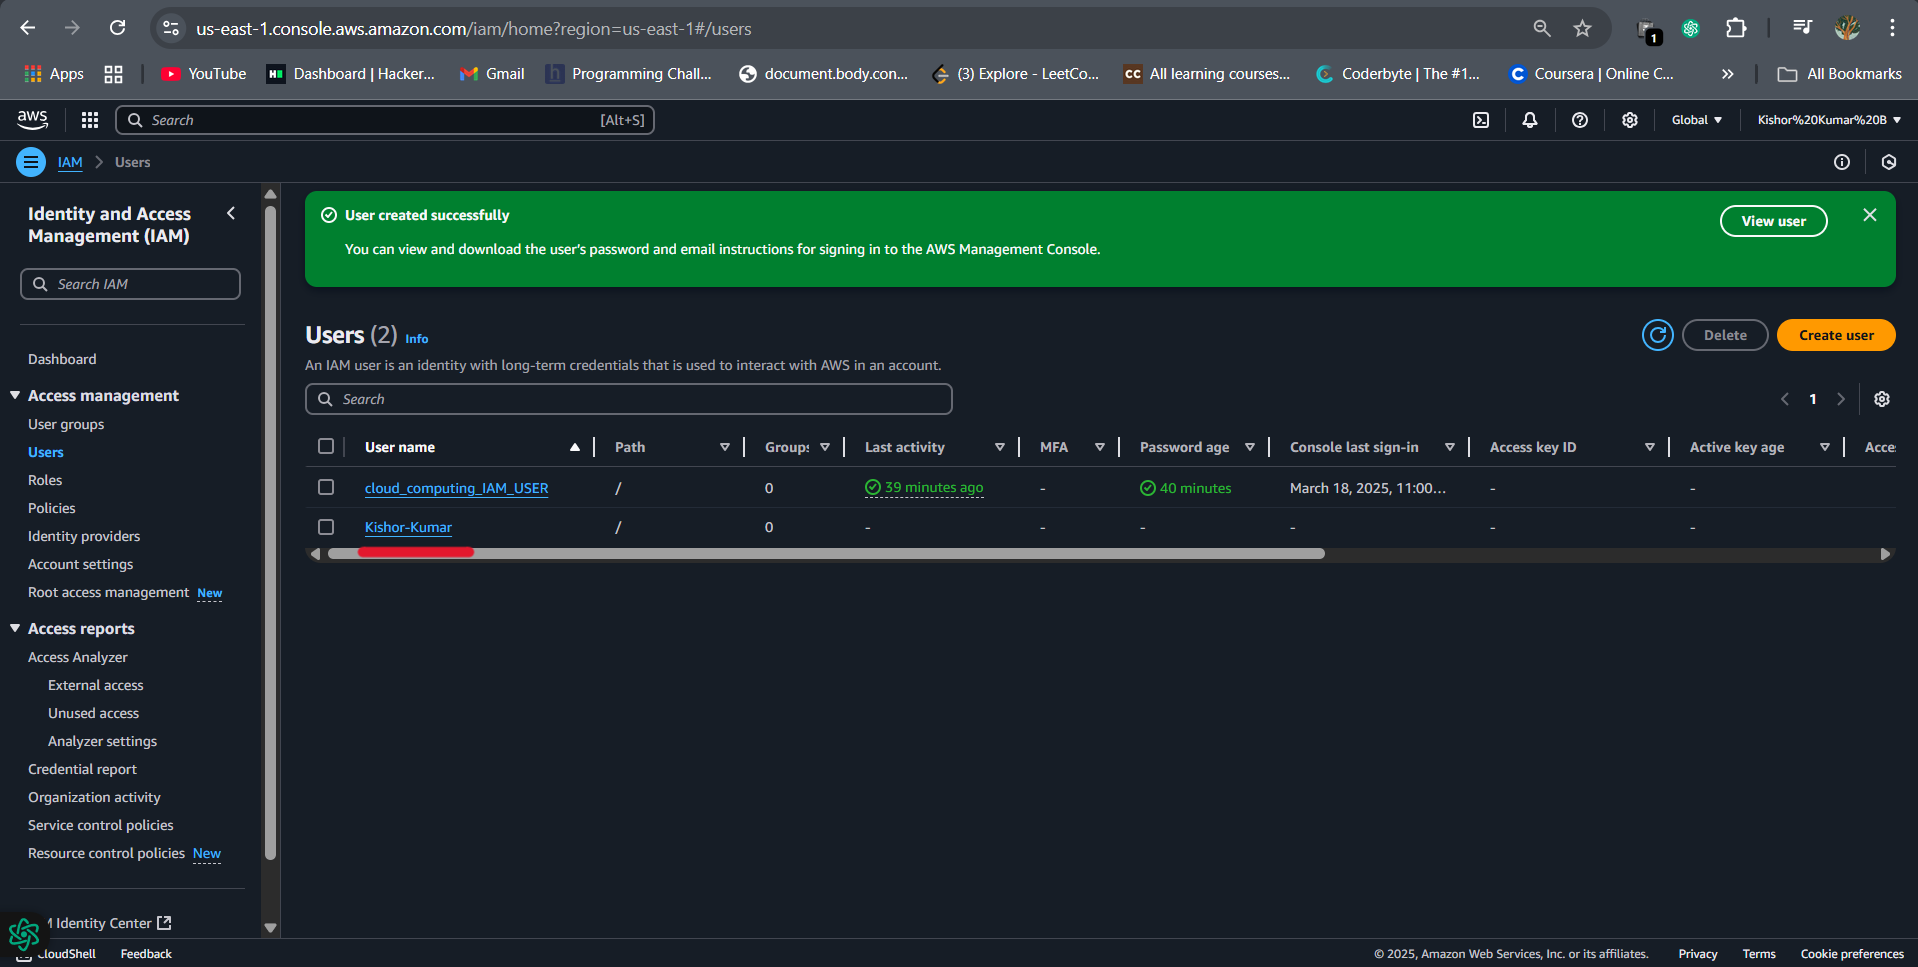 us-east-1.console.aws.amazon.com/iam/home?region=us-east-1#/users
1
Apps
YouTube
Dashboard | Hacker...
Gmail
Programming Chall...
document.body.con...
(3) Explore - LeetCo...
All learning courses...
Coderbyte | The #1...
Coursera | Online C...
All Bookmarks
aws
Search
[Alt+S]
Global
Kishor%20Kumar%20B
IAM
Users
Identity and Access
Management (IAM)
Search IAM
Dashboard
Access management
User groups
Users
Roles
Policies
Identity providers
Account settings
Root access management New
Access reports
Access Analyzer
External access
Unused access
Analyzer settings
Credential report
Organization activity
Service control policies
Resource control policies New
Identity Center
User created successfully
You can view and download the user's password and email instructions for signing in to the AWS Management Console.
View user
Users (2) Info
An IAM user is an identity with long-term credentials that is used to interact with AWS in an account.
Delete
Create user
Search
1
User name Path Groups Last activity MFA Password age Console last sign-in Access key ID Active key age
cloud_computing_IAM_USER / 0 39 minutes ago - 40 minutes March 18, 2025, 11:00... - -
Kishor-Kumar / 0 - - - - - -
CloudShell
Feedback
© 2025, Amazon Web Services, Inc. or its affiliates.
Privacy
Terms
Cookie preferences